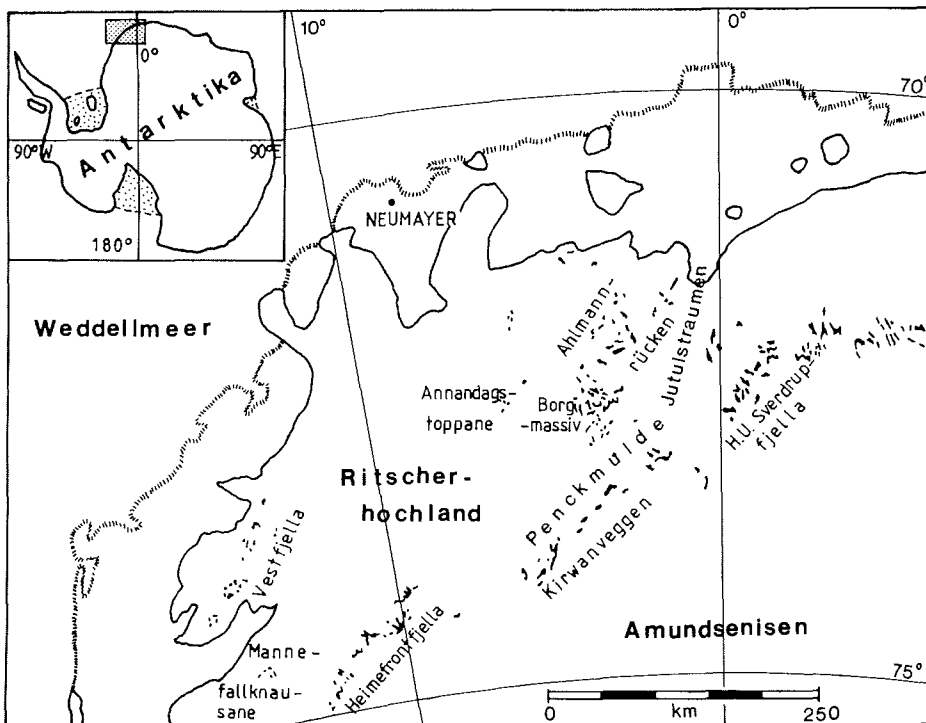 0°
Antarktika
90°W
90°E
180°
10°
0°
70°
NEUMAYER
Weddellmeer
Ahlmann-
rücken
Jutulstraumen
Annandags-
toppane
Borg
-massiv
H.U. Sverdrup-
fjella
Ritscher-
hochland
Penckmulde
Kirwanveggen
Vestfjella
Heimefrontfjella
Amundsenisen
Manne-
fallknau-
sane
75°
0 250
km